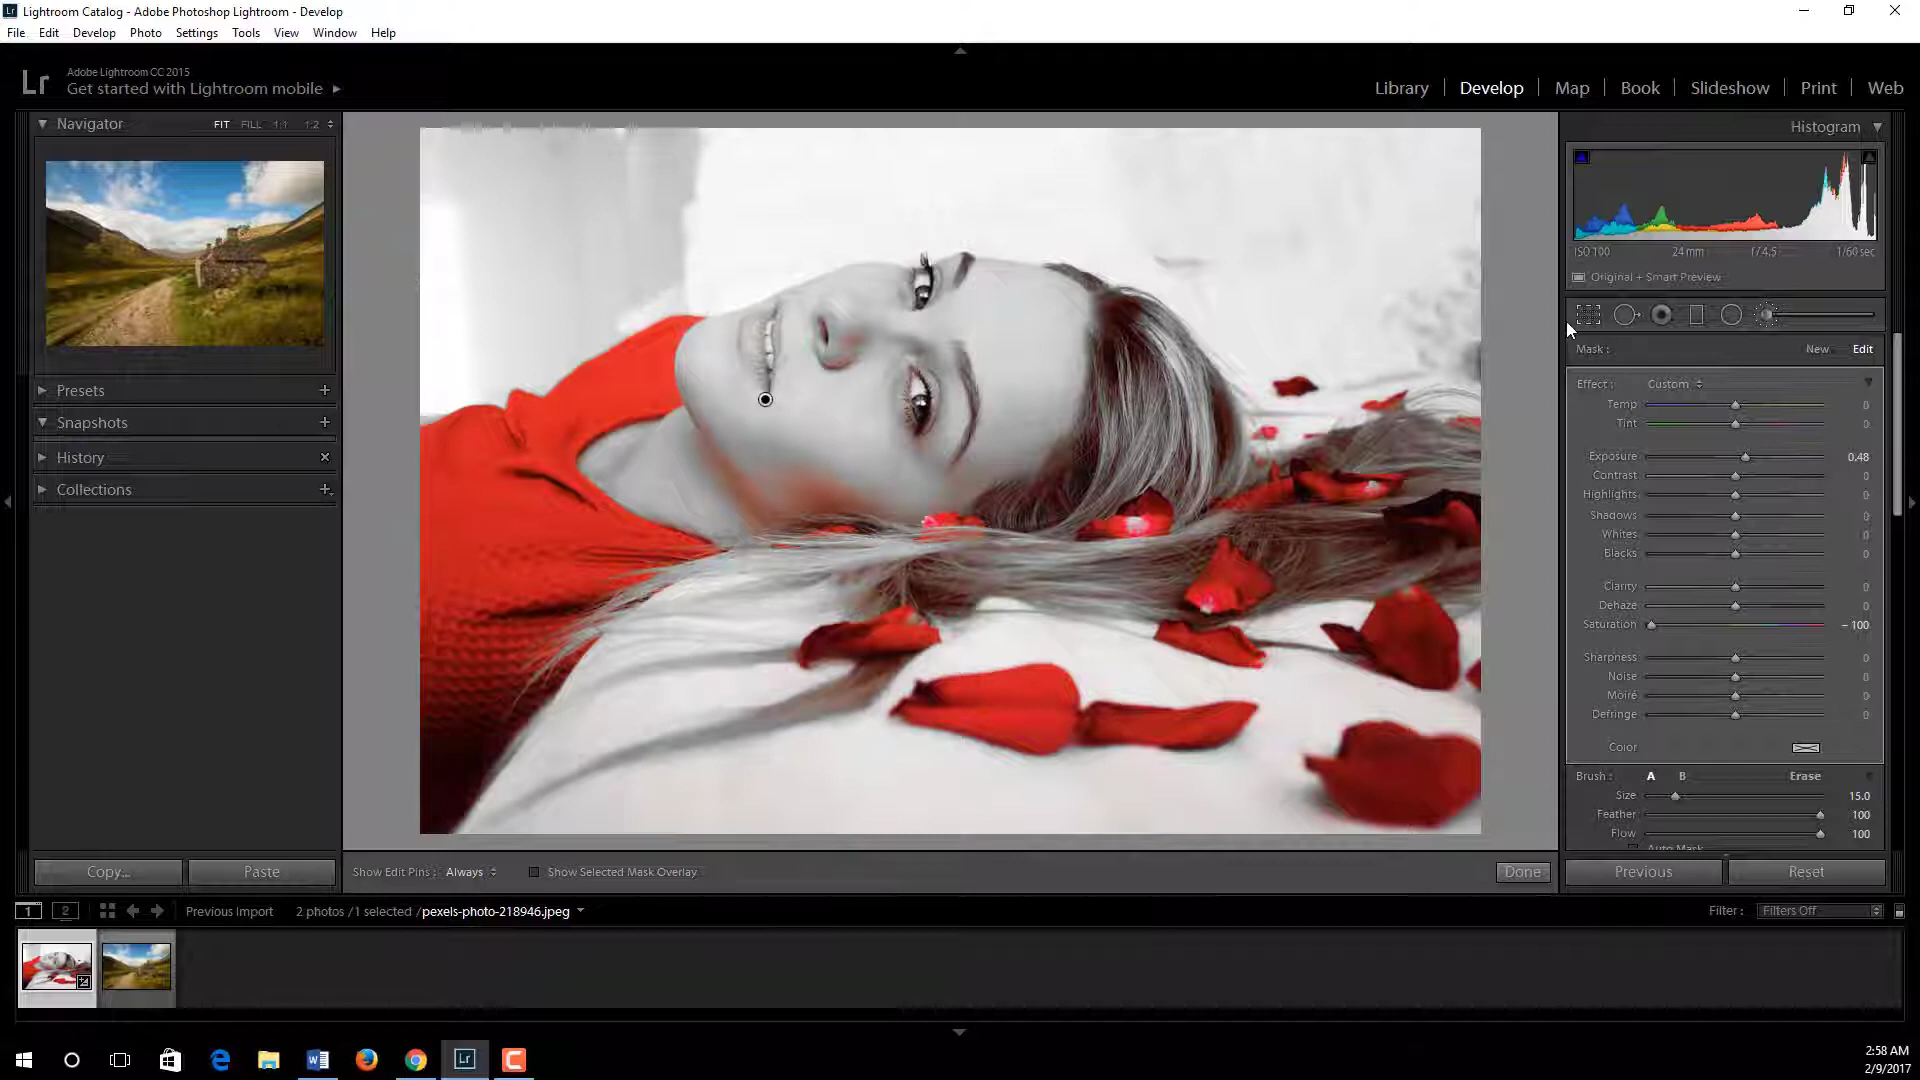 Lightroom Catalog - Adobe Photoshop Lightroom - Develop
File Edit Develop Photo Settings Tools View Window Help
Lr Adobe Lightroom CC 2015
Get started with Lightroom mobile
Library Develop Map Book Slideshow Print Web
Navigator FIT FILL 1:1 1:2
Presets
Snapshots
History
Collections
Copy... Paste
Histogram
ISO 100 24 mm f/4.5 1/60 sec
Original + Smart Preview
Mask : New Edit
Effect : Custom
Temp 0
Tint 0
Exposure 0.48
Contrast 0
Highlights 0
Shadows 0
Whites 0
Blacks 0
Clarity 0
Dehaze 0
Saturation – 100
Sharpness 0
Noise 0
Moiré 0
Defringe 0
Color
Brush : A B Erase
Size 15.0
Feather 100
Flow 100
Auto Mask
Show Edit Pins : Always Show Selected Mask Overlay Done
Previous Reset
1 2 Previous Import 2 photos / 1 selected / pexels-photo-218946.jpeg Filter : Filters Off
2:58 AM
2/9/2017